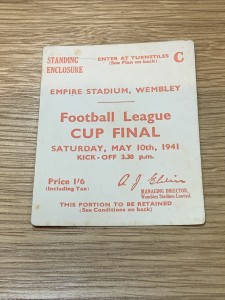 STANDING ENTER AT TURNSTILES C
ENCLOSURE (See Plan on back)
EMPIRE STADIUM, WEMBLEY
Football League
CUP FINAL
SATURDAY, MAY 10th, 1941
KICK-OFF 3.30 p.m.
Price 1/6
(Including Tax)
A J Elvin
MANAGING DIRECTOR,
Wembley Stadium Limited.
THIS PORTION TO BE RETAINED
(See Conditions on back)